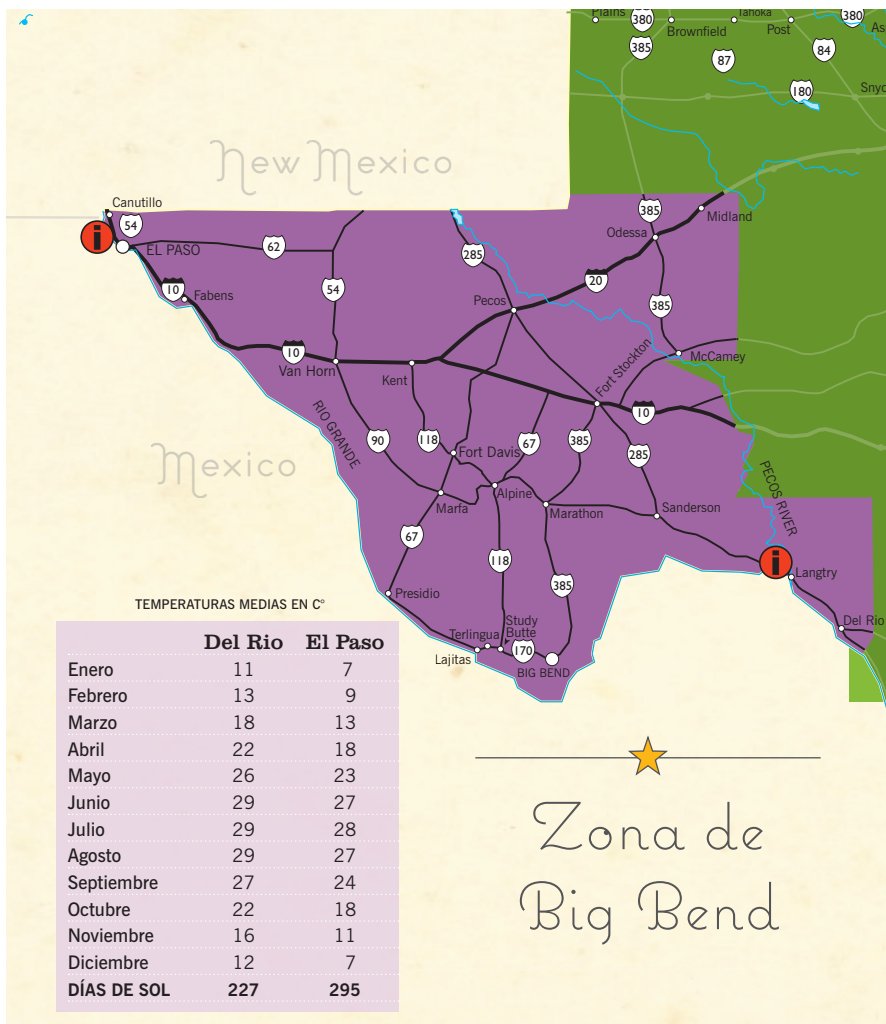 Plains
380
Tahoka
380
Brownfield
Post
As
385
87
84
180
Snyc
New Mexico
Canutillo
54
385
Midland
Odessa
EL PASO
62
285
10
Fabens
54
20
Pecos
385
10
Van Horn
Kent
Fort Stockton
McCamey
RIO GRANDE
10
90
118
67
385
285
Fort Davis
Mexico
PECOS RIVER
Alpine
Marfa
Marathon
Sanderson
67
118
385
i
i
Langtry
Presidio
Study
Butte
Terlingua
170
Lajitas
BIG BEND
Del Rio
TEMPERATURAS MEDIAS EN C°
Del Rio El Paso
Enero 11 7
Febrero 13 9
Marzo 18 13
Abril 22 18
Mayo 26 23
Junio 29 27
Julio 29 28
Agosto 29 27
Septiembre 27 24
Octubre 22 18
Noviembre 16 11
Diciembre 12 7
DÍAS DE SOL 227 295
Zona de
Big Bend